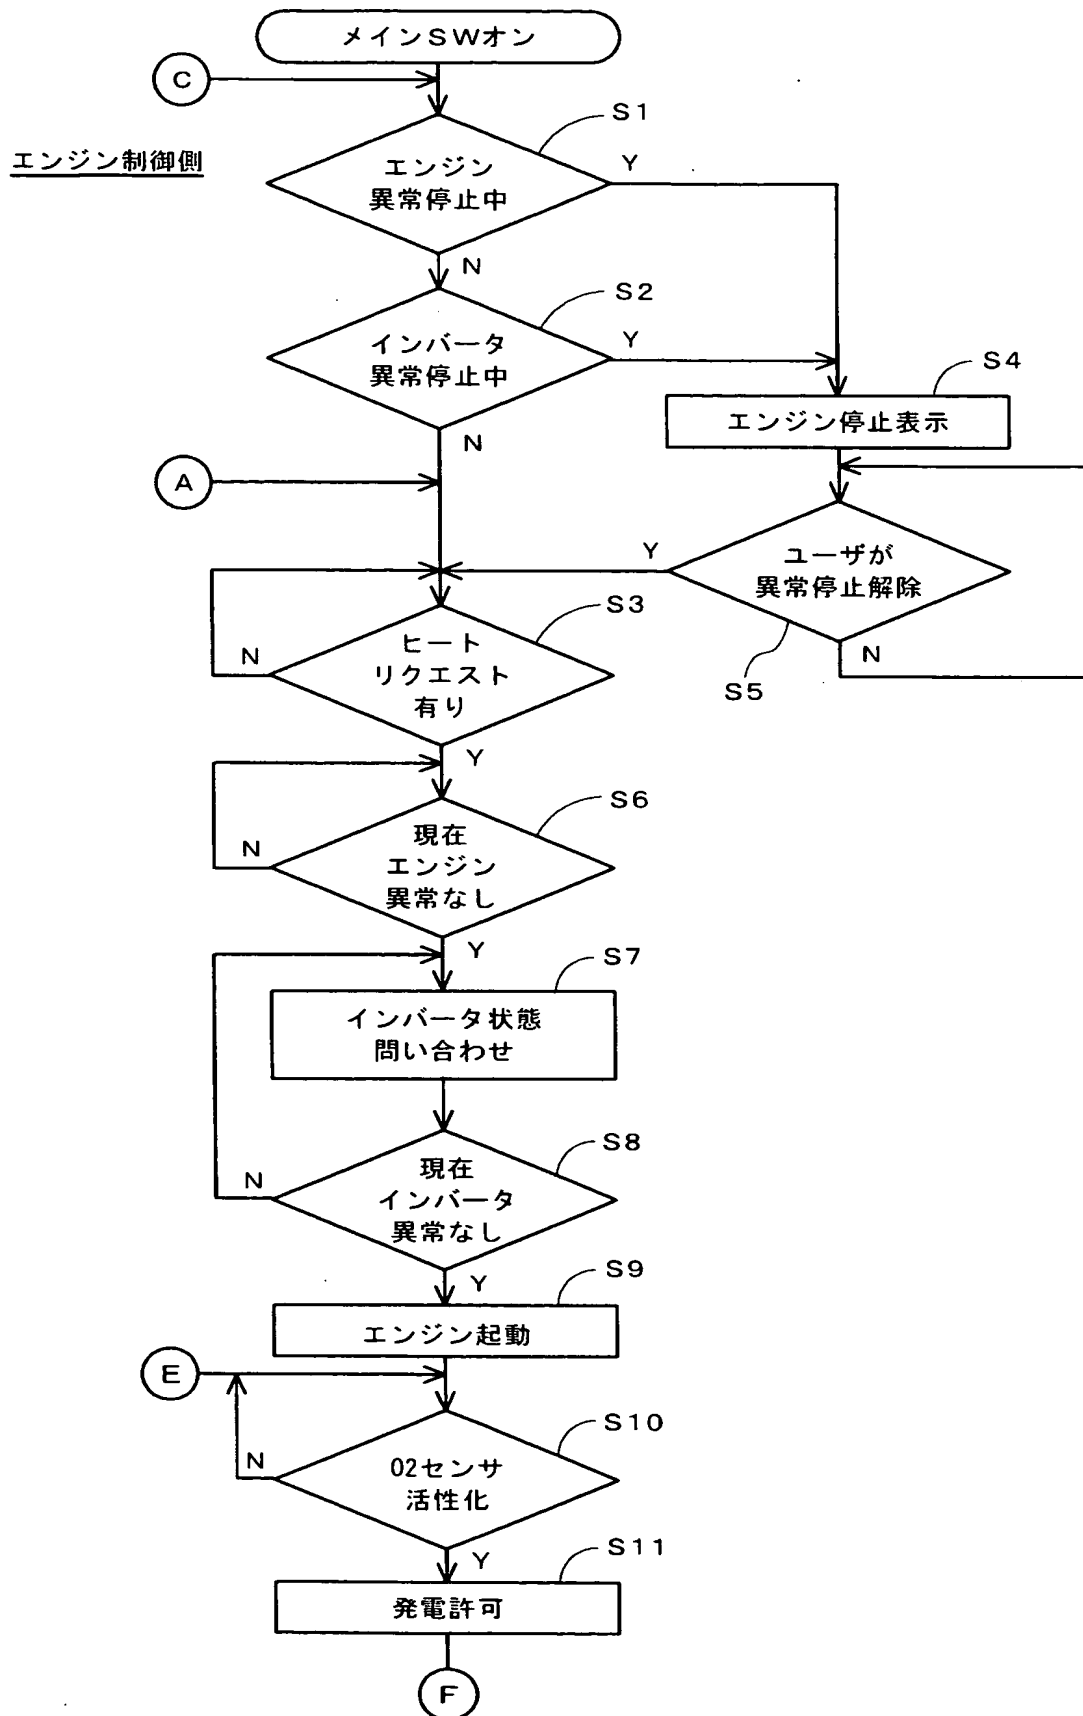 メインSWオン
C
S1
エンジン制御側
エンジン
異常停止中
Y
N
S2
インバータ
異常停止中
Y
N
S4
エンジン停止表示
A
ユーザが
異常停止解除
Y
N
S5
S3
ヒート
リクエスト
有り
N
Y
S6
現在
エンジン
異常なし
N
Y
S7
インバータ状態
問い合わせ
S8
現在
インバータ
異常なし
N
Y
S9
エンジン起動
E
S10
O2センサ
活性化
N
Y
S11
発電許可
F